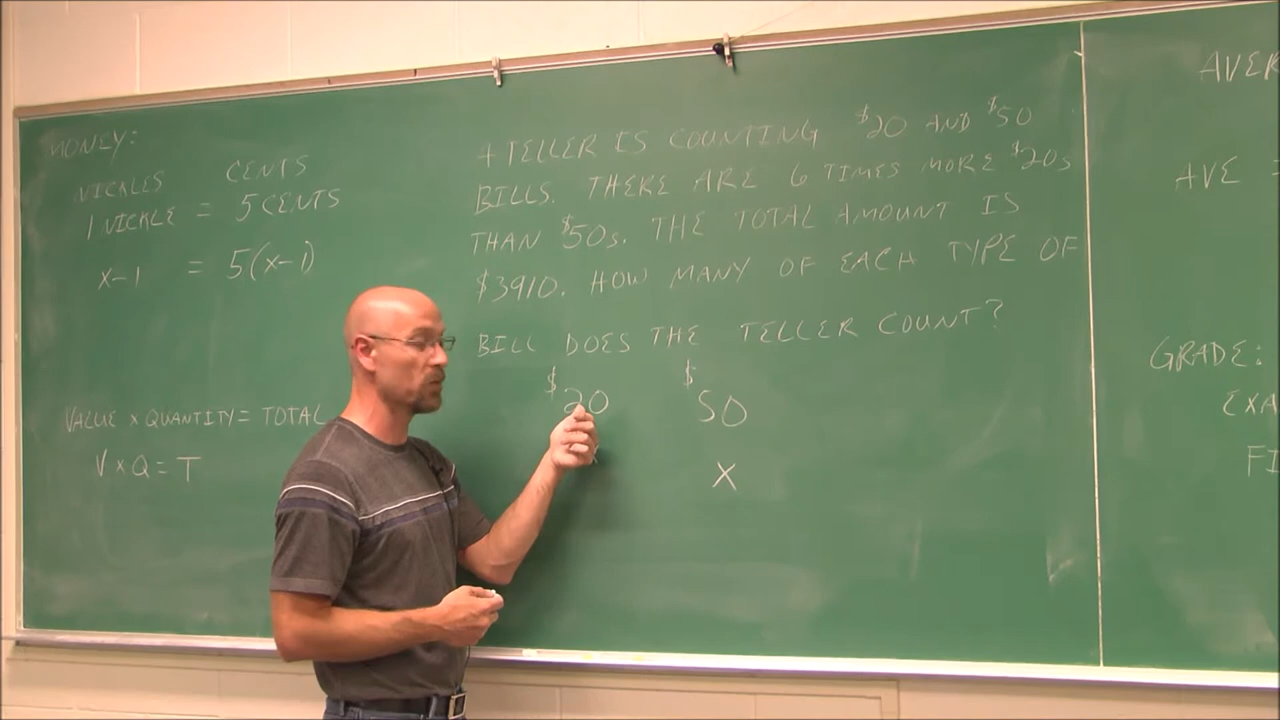 MONEY:
NICKLES CENTS
1 NICKLE = 5 CENTS
X-1 = 5(X-1)
VALUE × QUANTITY = TOTAL
V × Q = T
A TELLER IS COUNTING $20 AND $50
BILLS. THERE ARE 6 TIMES MORE $20s
THAN $50s. THE TOTAL AMOUNT IS
$3910. HOW MANY OF EACH TYPE OF
BILL DOES THE TELLER COUNT?
$20 $50
X
AVER
AVE =
GRADE:
EXA
FI